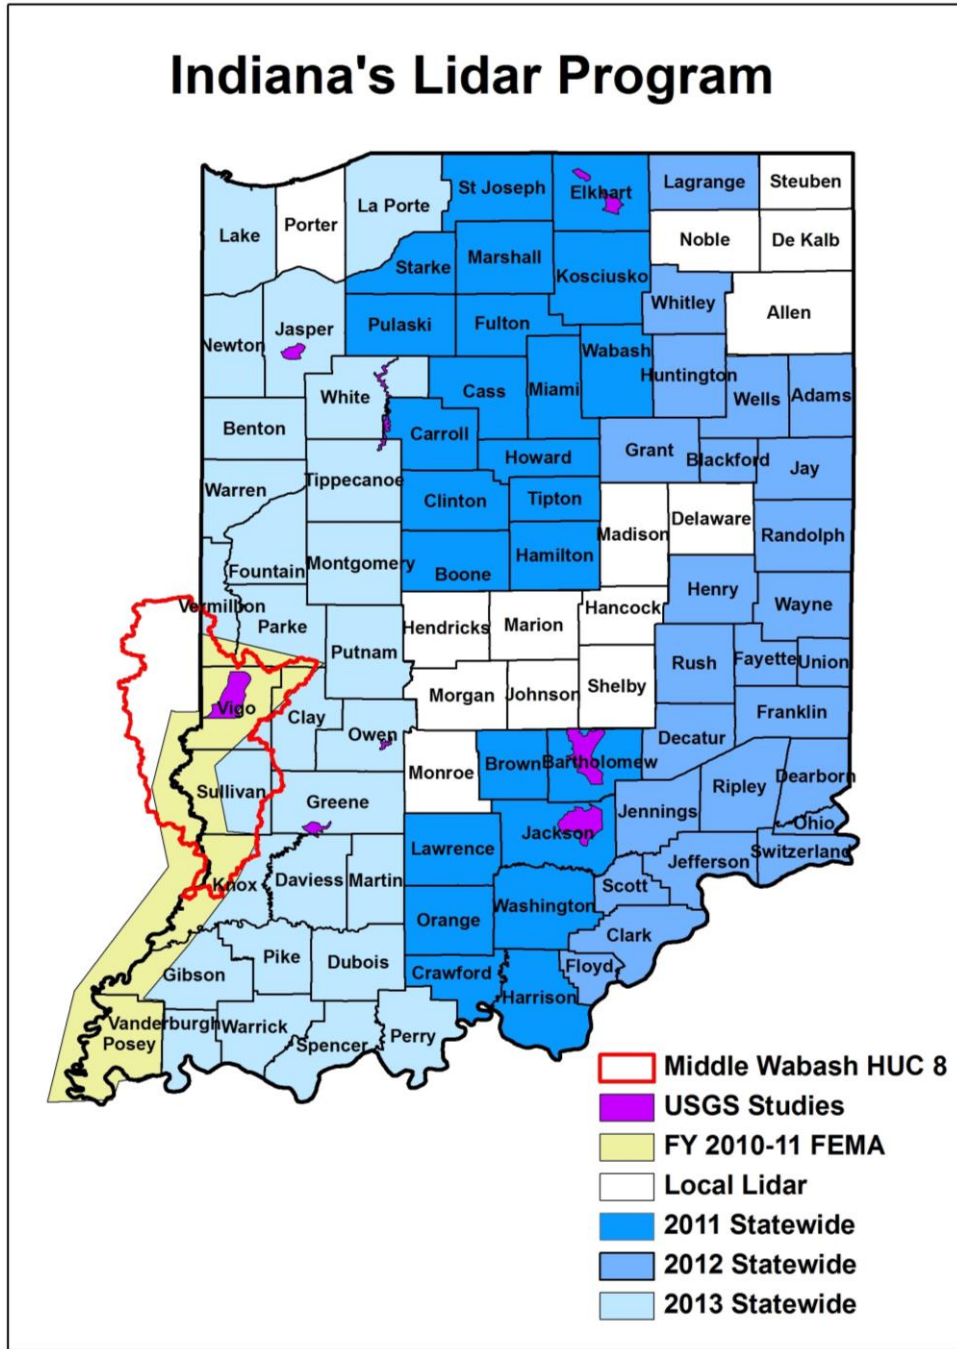 Indiana's Lidar Program
St Joseph
Elkhart
Lagrange
Steuben
La Porte
Porter
Lake
Noble
De Kalb
Starke
Marshall
Kosciusko
Whitley
Allen
Newton
Jasper
Pulaski
Fulton
Wabash
Huntington
Wells
Adams
White
Cass
Miami
Benton
Carroll
Howard
Grant
Blackford
Jay
Warren
Tippecanoe
Clinton
Tipton
Madison
Delaware
Randolph
Fountain
Montgomery
Boone
Hamilton
Henry
Wayne
Vermillion
Parke
Putnam
Hendricks
Marion
Hancock
Rush
Fayette
Union
Vigo
Clay
Owen
Morgan
Johnson
Shelby
Franklin
Decatur
Sullivan
Greene
Monroe
Brown
Bartholomew
Jennings
Ripley
Dearborn
Ohio
Knox
Daviess
Martin
Lawrence
Jackson
Jefferson
Switzerland
Scott
Orange
Washington
Clark
Gibson
Pike
Dubois
Crawford
Floyd
Harrison
Vanderburgh
Posey
Warrick
Spencer
Perry
Middle Wabash HUC 8
USGS Studies
FY 2010-11 FEMA
Local Lidar
2011 Statewide
2012 Statewide
2013 Statewide